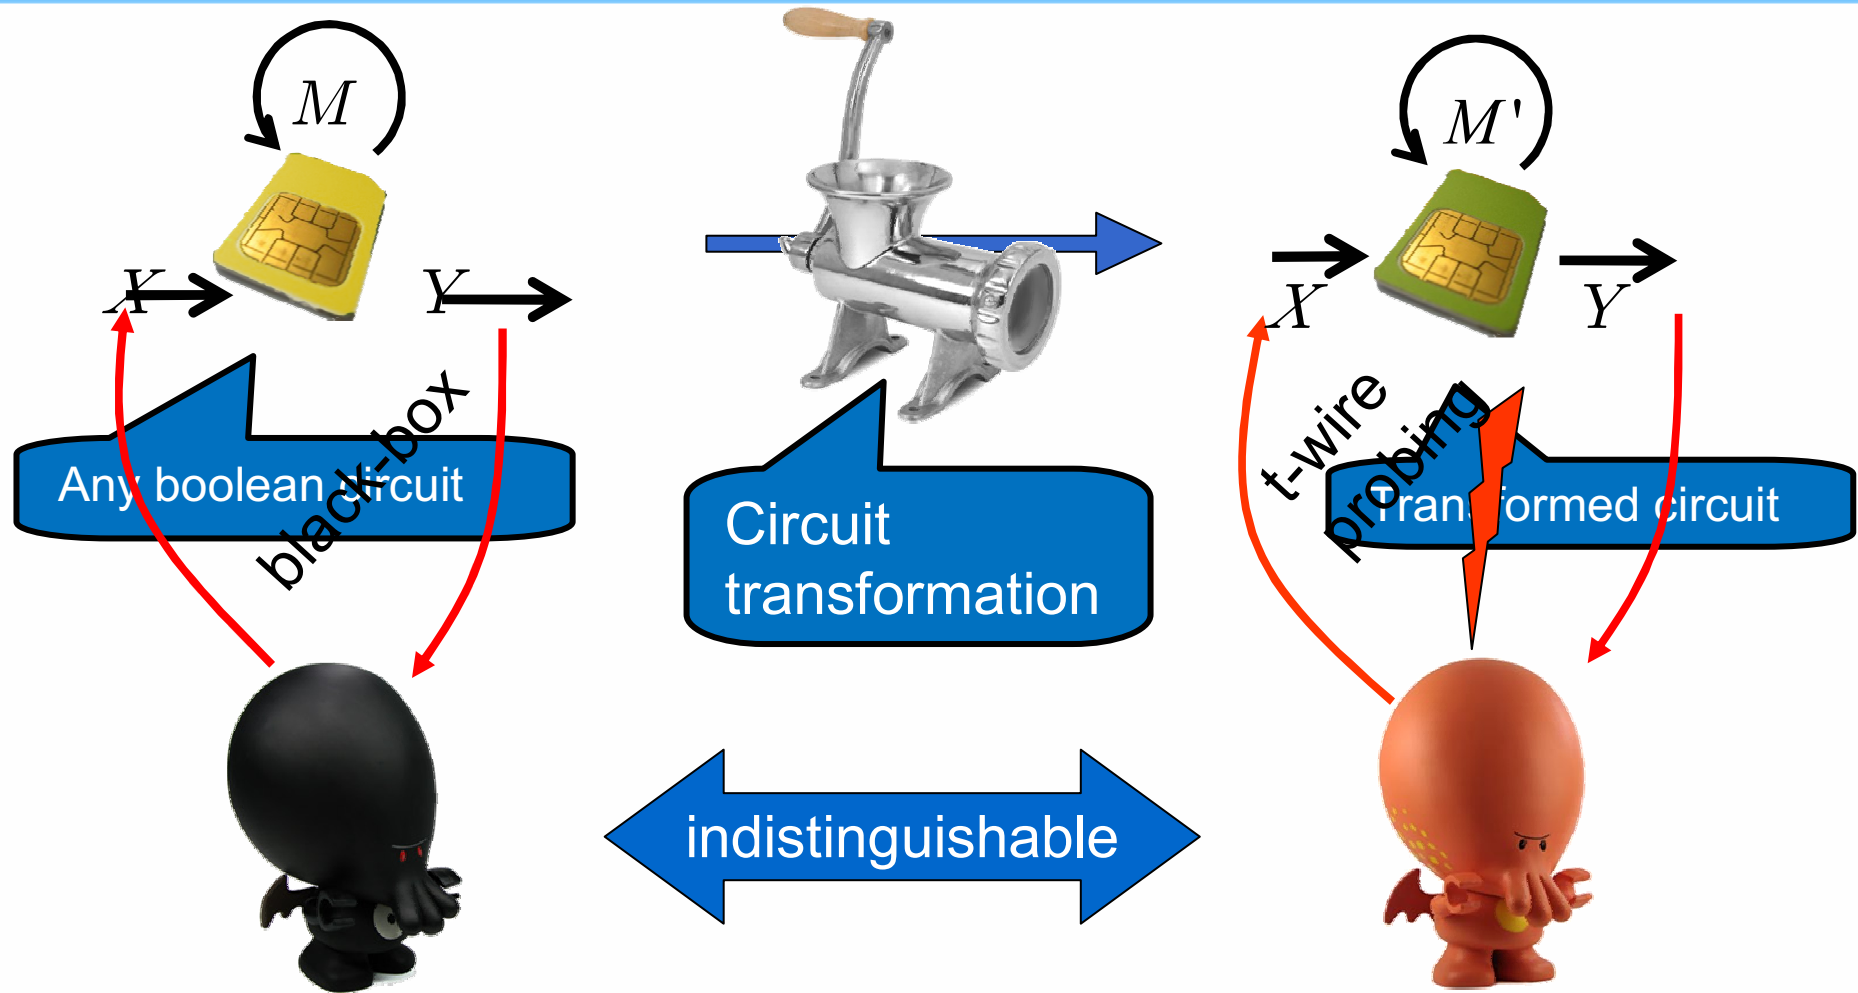 M
X
Y
Any boolean circuit
black-box
Circuit
transformation
M'
X
Y
t-wire
probing
Transformed circuit
indistinguishable